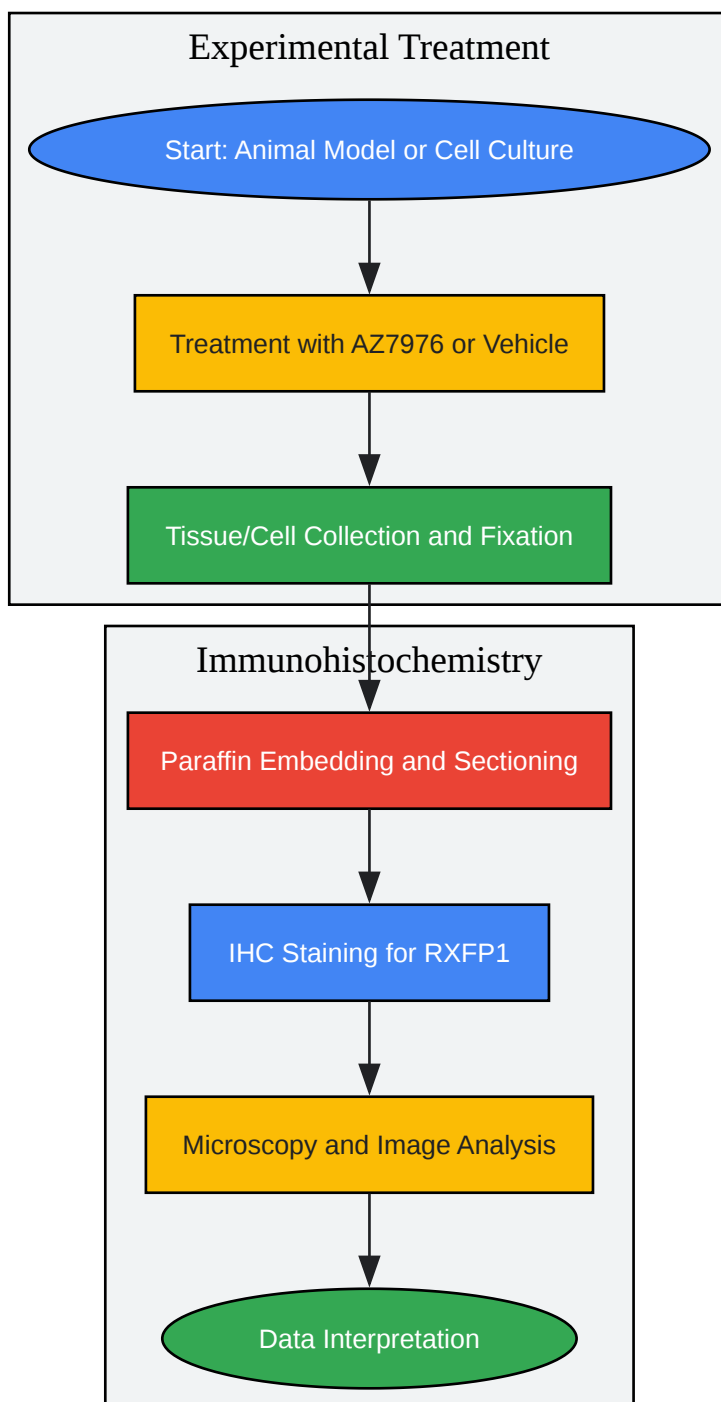 Experimental Treatment
Start: Animal Model or Cell Culture
Treatment with AZ7976 or Vehicle
Tissue/Cell Collection and Fixation
Immunohistochemistry
Paraffin Embedding and Sectioning
IHC Staining for RXFP1
Microscopy and Image Analysis
Data Interpretation